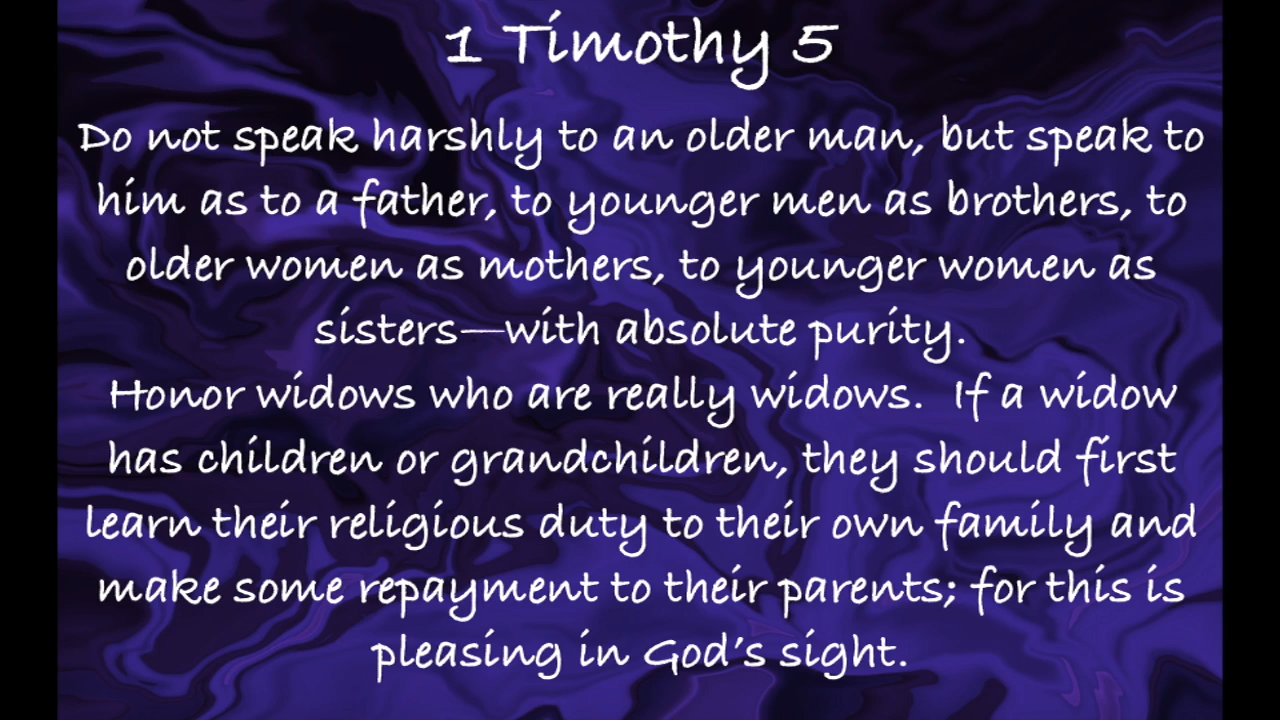 1 Timothy 5
Do not speak harshly to an older man, but speak to
him as to a father, to younger men as brothers, to
older women as mothers, to younger women as
sisters—with absolute purity.
Honor widows who are really widows.  If a widow
has children or grandchildren, they should first
learn their religious duty to their own family and
make some repayment to their parents; for this is
pleasing in God's sight.